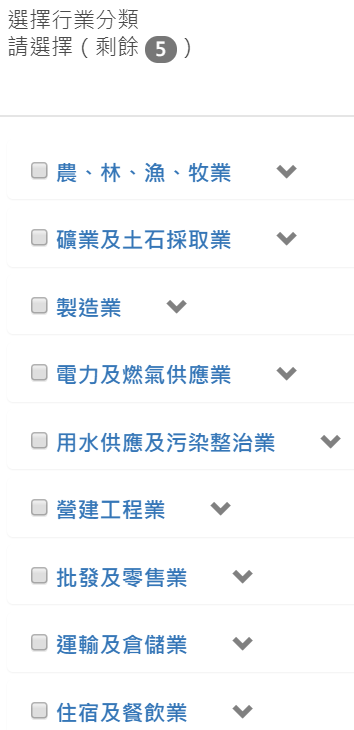 選擇行業分類
請選擇（剩餘 5 ）
農、林、漁、牧業
礦業及土石採取業
製造業
電力及燃氣供應業
用水供應及污染整治業
營建工程業
批發及零售業
運輸及倉儲業
住宿及餐飲業